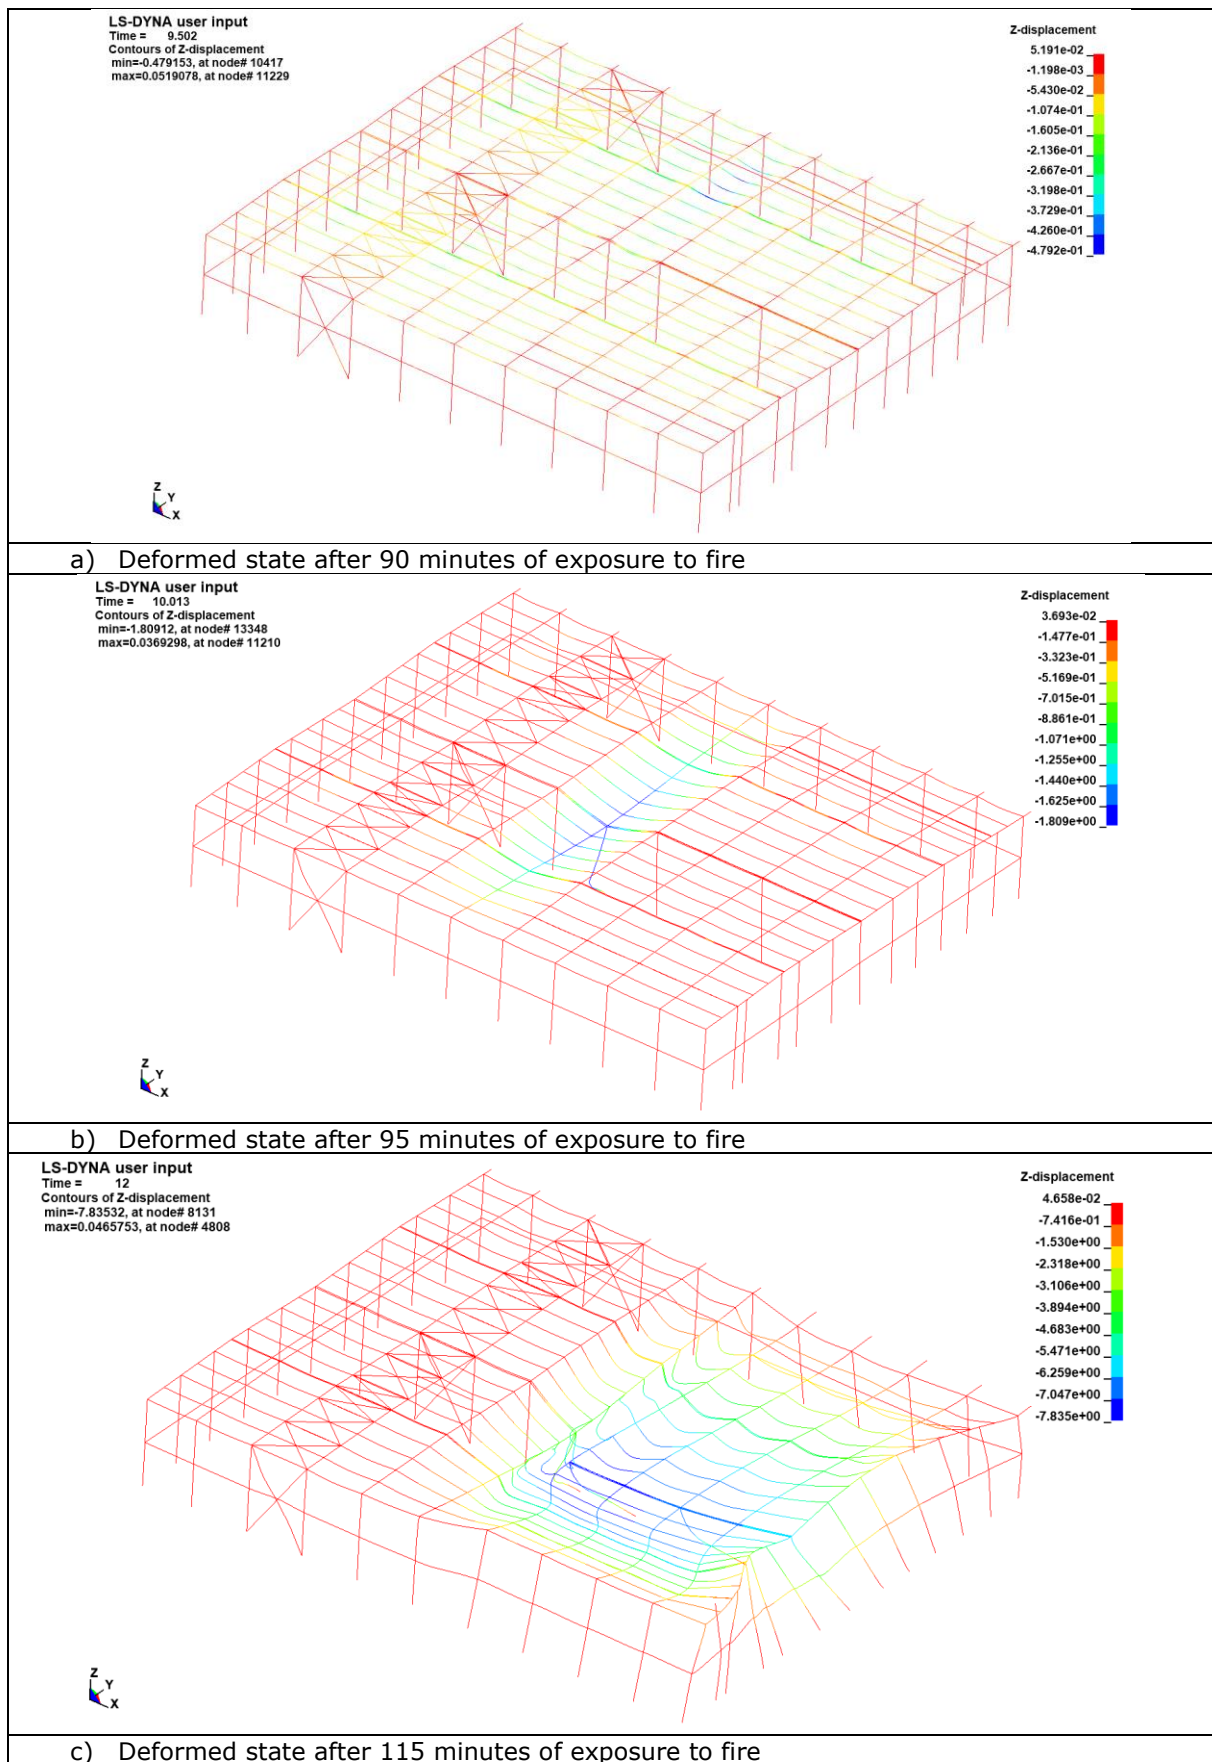 LS-DYNA user input
Time = 9.502
Contours of Z-displacement
min=-0.479153, at node# 10417
max=0.0519078, at node# 11229
Z-displacement
5.191e-02
-1.198e-03
-5.430e-02
-1.074e-01
-1.605e-01
-2.136e-01
-2.667e-01
-3.198e-01
-3.729e-01
-4.260e-01
-4.792e-01
Z
Y
X
a) Deformed state after 90 minutes of exposure to fire
LS-DYNA user input
Time = 10.013
Contours of Z-displacement
min=-1.80912, at node# 13348
max=0.0369298, at node# 11210
Z-displacement
3.693e-02
-1.477e-01
-3.323e-01
-5.169e-01
-7.015e-01
-8.861e-01
-1.071e+00
-1.255e+00
-1.440e+00
-1.625e+00
-1.809e+00
Z
Y
X
b) Deformed state after 95 minutes of exposure to fire
LS-DYNA user input
Time = 12
Contours of Z-displacement
min=-7.83532, at node# 8131
max=0.0465753, at node# 4808
Z-displacement
4.658e-02
-7.416e-01
-1.530e+00
-2.318e+00
-3.106e+00
-3.894e+00
-4.683e+00
-5.471e+00
-6.259e+00
-7.047e+00
-7.835e+00
Z
Y
X
c) Deformed state after 115 minutes of exposure to fire